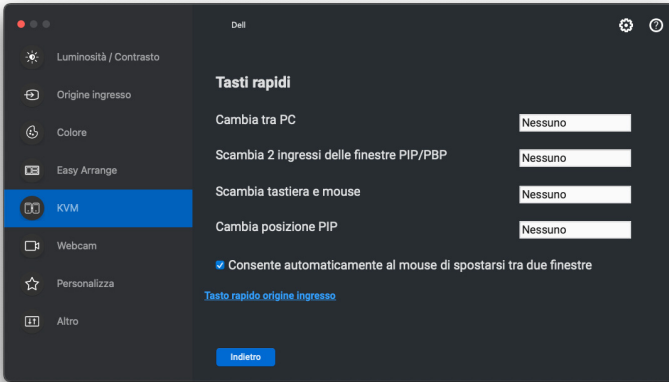 Dell
Luminosità / Contrasto
Origine ingresso
Colore
Easy Arrange
KVM
Webcam
Personalizza
Altro
Tasti rapidi
Cambia tra PC
Nessuno
Scambia 2 ingressi delle finestre PIP/PBP
Nessuno
Scambia tastiera e mouse
Nessuno
Cambia posizione PIP
Nessuno
Consente automaticamente al mouse di spostarsi tra due finestre
Tasto rapido origine ingresso
Indietro